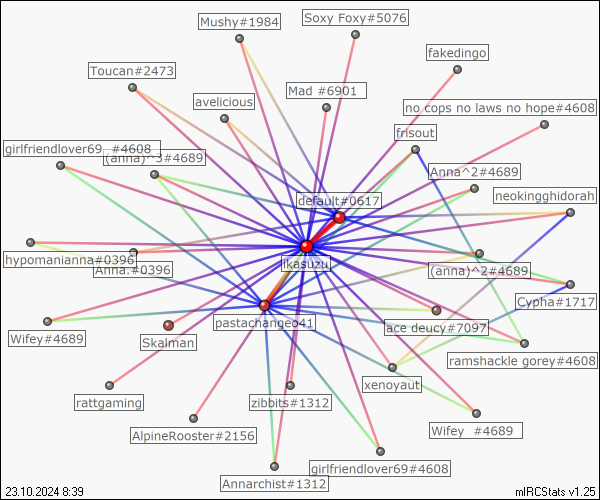 Mushy#1984
Soxy Foxy#5076
fakedingo
Toucan#2473
Mad #6901
avelicious
no cops no laws no hope#4608
frisout
girlfriendlover69_#4608
(anna)^3#4689
Anna^2#4689
default#0617
neokingghidorah
hypomanianna#0396
Anna.#0396
ikasuzu
(anna)^2#4689
Cypha#1717
pastachangeo41
ace deucy#7097
Wifey#4689
Skalman
ramshackle gorey#4608
xenoyaut
rattgaming
zibbits#1312
AlpineRooster#2156
Wifey #4689
girlfriendlover69#4608
Annarchist#1312
23.10.2024 8:39
mIRCStats v1.25